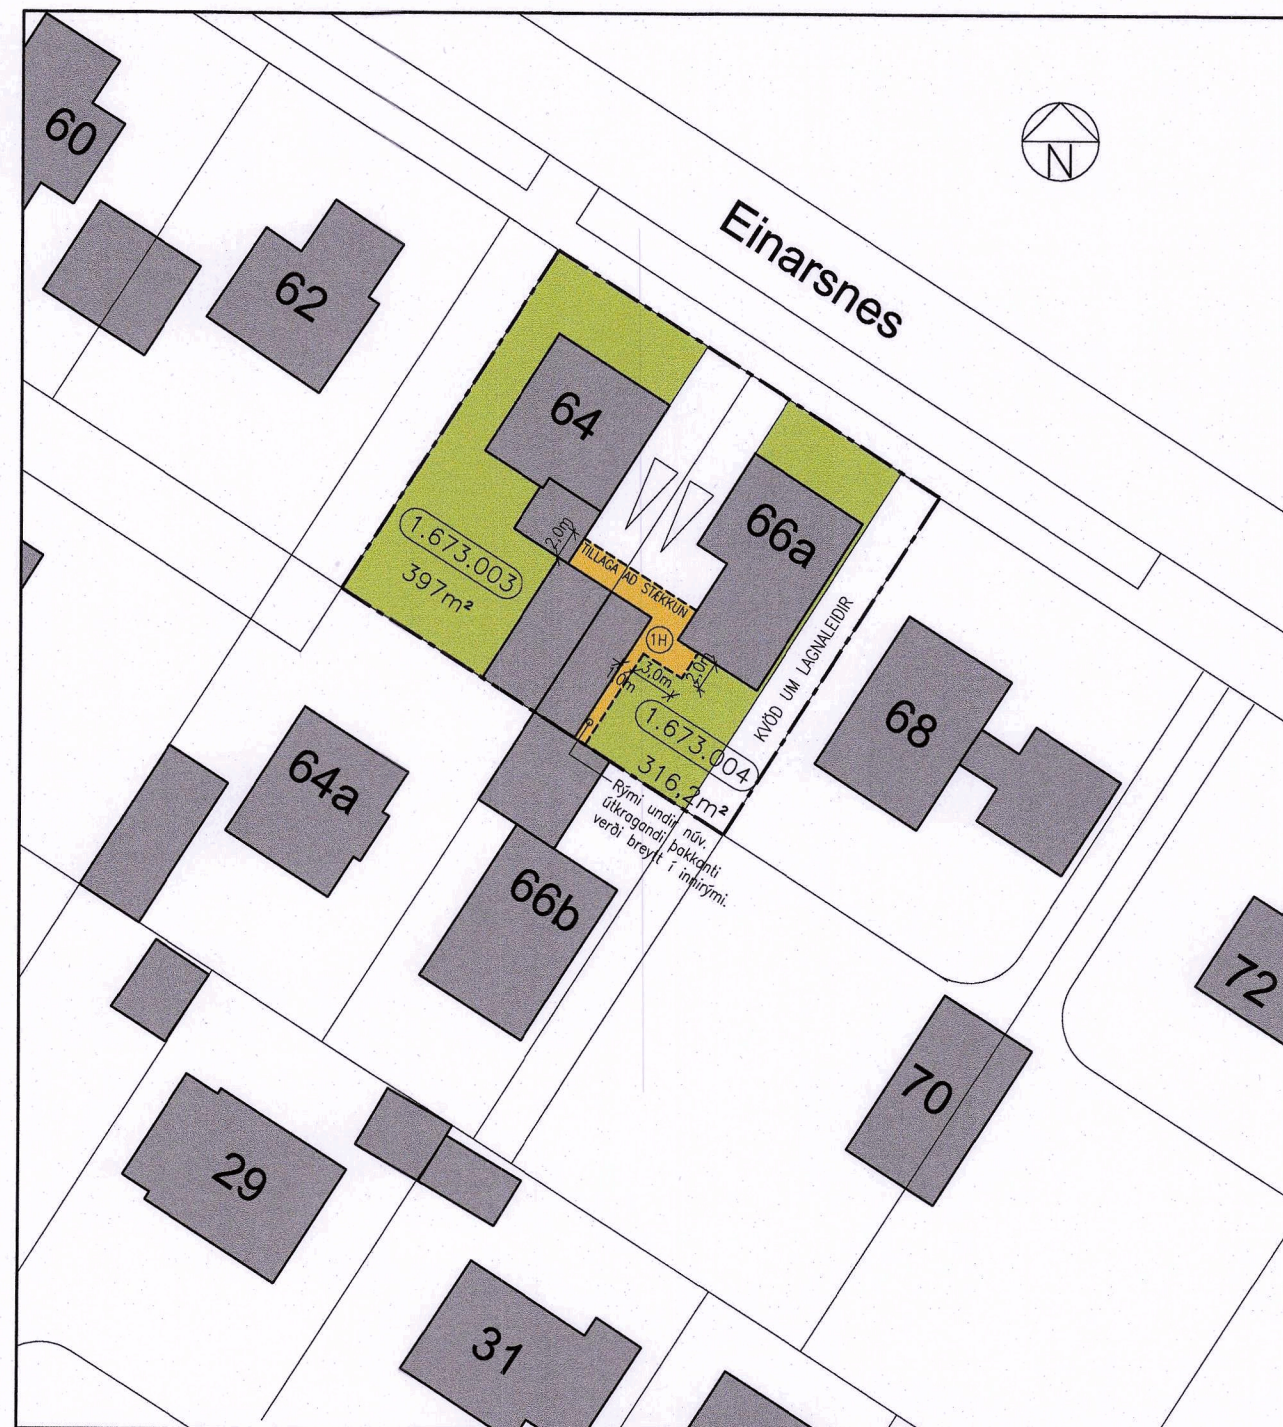 60
N
Einarsnes
62
64
66a
2,0m
1.673.003
397m²
TILLAGA AÐ STÆKKUN
1H
KVÖÐ UM LAGNALEIÐIR
3,0m
2,0m
1,0m
68
1.673.004
316,2m²
64a
Rými undir núv.
útkragandi þakkanti
verði breytt í innirými.
66b
72
70
29
31